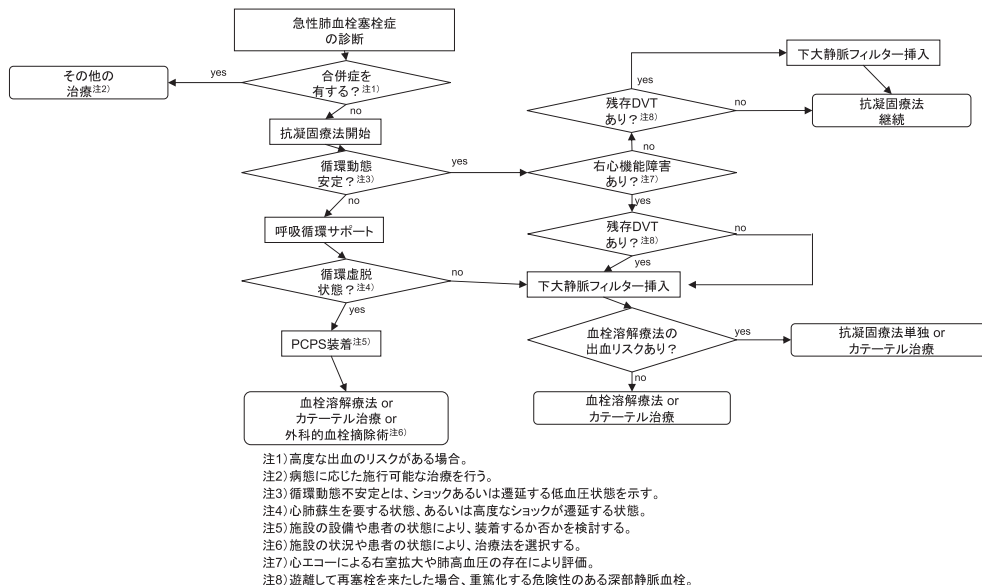 急性肺血栓塞栓症
の診断
その他の
治療注2)
yes
合併症を
有する?注1)
no
抗凝固療法開始
循環動態
安定?注3)
yes
no
呼吸循環サポート
循環虚脱
状態?注4)
no
yes
PCPS装着注5)
血栓溶解療法 or
カテーテル治療 or
外科的血栓摘除術注6)
下大静脈フィルター挿入
yes
残存DVT
あり?注8)
no
抗凝固療法
継続
no
右心機能障害
あり?注7)
yes
残存DVT
あり?注8)
no
yes
下大静脈フィルター挿入
血栓溶解療法の
出血リスクあり?
yes
抗凝固療法単独 or
カテーテル治療
no
血栓溶解療法 or
カテーテル治療
注1)高度な出血のリスクがある場合。
注2)病態に応じた施行可能な治療を行う。
注3)循環動態不安定とは、ショックあるいは遷延する低血圧状態を示す。
注4)心肺蘇生を要する状態、あるいは高度なショックが遷延する状態。
注5)施設の設備や患者の状態により、装着するか否かを検討する。
注6)施設の状況や患者の状態により、治療法を選択する。
注7)心エコーによる右室拡大や肺高血圧の存在により評価。
注8)遊離して再塞栓を来たした場合、重篤化する危険性のある深部静脈血栓。